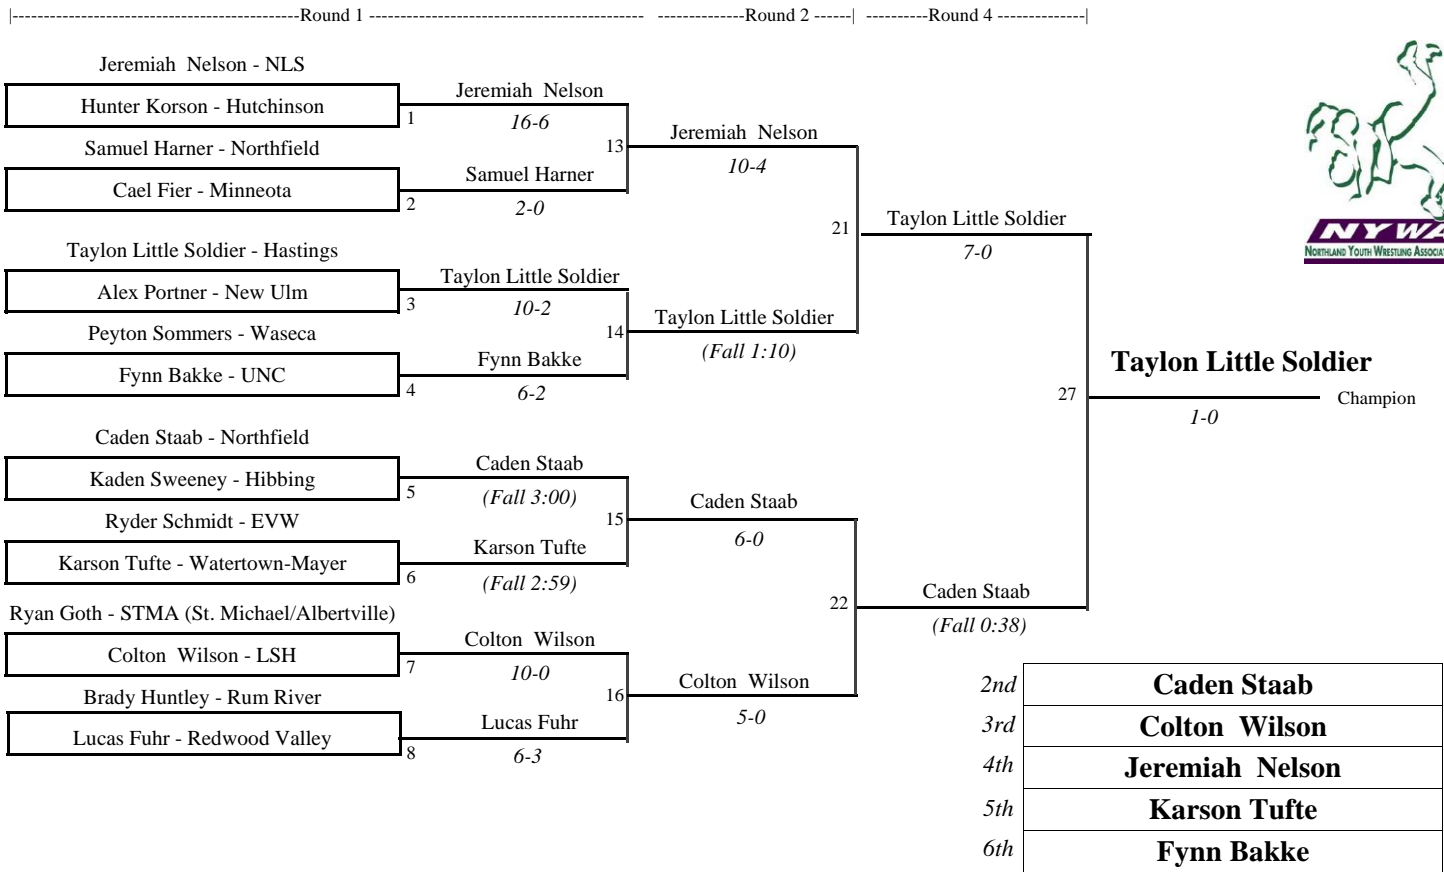 |----------------------------------------------Round 1 -------------------------------------------- --------------Round 2 ------| ----------Round 4 --------------|
Jeremiah  Nelson - NLS
Hunter Korson - Hutchinson
1
Jeremiah  Nelson
16-6
Samuel Harner - Northfield
Cael Fier - Minneota
2
Samuel Harner
2-0
13
Jeremiah  Nelson
10-4
Taylon Little Soldier - Hastings
Alex Portner - New Ulm
3
Taylon Little Soldier
10-2
Peyton Sommers - Waseca
Fynn Bakke - UNC
4
Fynn Bakke
6-2
14
Taylon Little Soldier
(Fall 1:10)
21
Taylon Little Soldier
7-0
Caden Staab - Northfield
Kaden Sweeney - Hibbing
5
Caden Staab
(Fall 3:00)
Ryder Schmidt - EVW
Karson Tufte - Watertown-Mayer
6
Karson Tufte
(Fall 2:59)
15
Caden Staab
6-0
Ryan Goth - STMA (St. Michael/Albertville)
Colton  Wilson - LSH
7
Colton  Wilson
10-0
Brady Huntley - Rum River
Lucas Fuhr - Redwood Valley
8
Lucas Fuhr
6-3
16
Colton  Wilson
5-0
22
Caden Staab
(Fall 0:38)
27
Taylon Little Soldier
Champion
1-0
NYWA
NORTHLAND YOUTH WRESTLING
2nd Caden Staab
3rd Colton  Wilson
4th Jeremiah  Nelson
5th Karson Tufte
6th Fynn Bakke